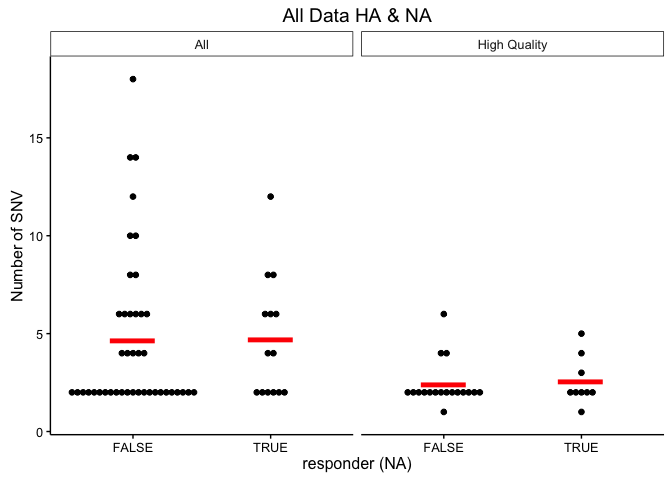 All Data HA & NA
All
High Quality
Number of SNV
15
10
5
0
FALSE
TRUE
FALSE
TRUE
responder (NA)